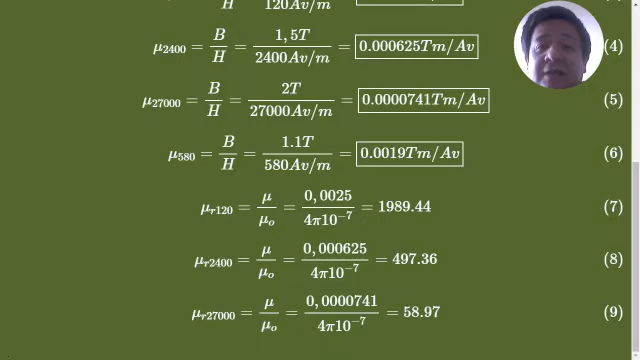 H 120Av/m
μ2400 = B/H = 1,5T/2400Av/m = 0.000625Tm/Av (4)
μ27000 = B/H = 2T/27000Av/m = 0.0000741Tm/Av (5)
μ580 = B/H = 1.1T/580Av/m = 0.0019Tm/Av (6)
μr120 = μ/μo = 0,0025/4π10⁻⁷ = 1989.44 (7)
μr2400 = μ/μo = 0,000625/4π10⁻⁷ = 497.36 (8)
μr27000 = μ/μo = 0,0000741/4π10⁻⁷ = 58.97 (9)